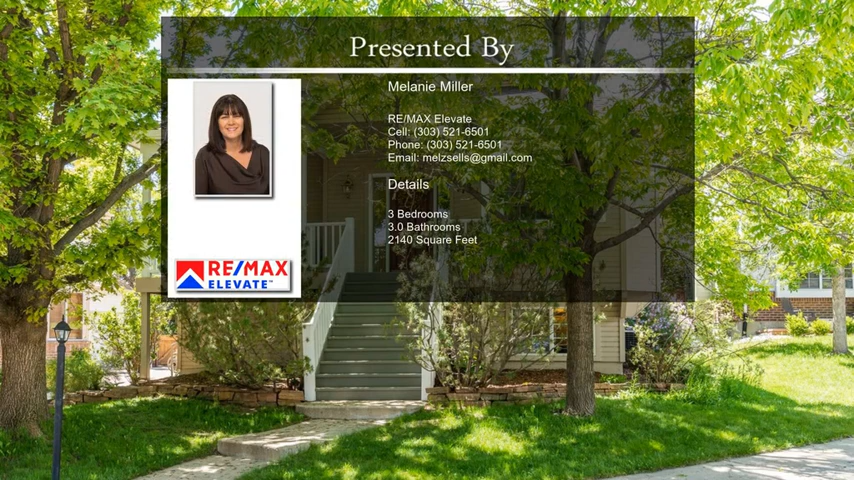 Presented By
Melanie Miller
RE/MAX Elevate
Cell: (303) 521-6501
Phone: (303) 521-6501
Email: melzsells@gmail.com
Details
3 Bedrooms
3.0 Bathrooms
2140 Square Feet
RE/MAX
ELEVATE™